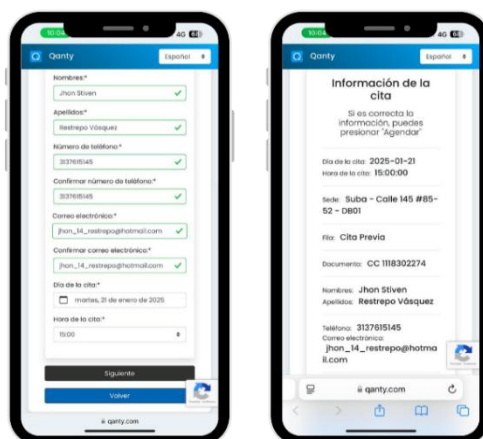 10:04
4G 63
Qanty
Español
Nombres:*
Jhon Stiven
Apellidos:*
Restrepo Vásquez
Número de teléfono:*
3137615145
Confirmar número de teléfono:*
3137615145
Correo electrónico:*
jhon_14_restrepo@hotmail.com
Confirmar correo electrónico:*
jhon_14_restrepo@hotmail.com
Día de la cita:*
martes, 21 de enero de 2025
Hora de la cita:*
15:00
Siguiente
Volver
qanty.com
10:04
4G 63
Qanty
Español
Información de la
cita
Si es correcta la
información, puedes
presionar "Agendar"
Día de la cita: 2025-01-21
Hora de la cita: 15:00:00
Sede: Suba - Calle 145 #85-
52 - DB01
Fila: Cita Previa
Documento: CC 1118302274
Nombres: Jhon Stiven
Apellidos: Restrepo Vásquez
Teléfono: 3137615145
Correo electrónico:
jhon_14_restrepo@hotma
il.com
qanty.com